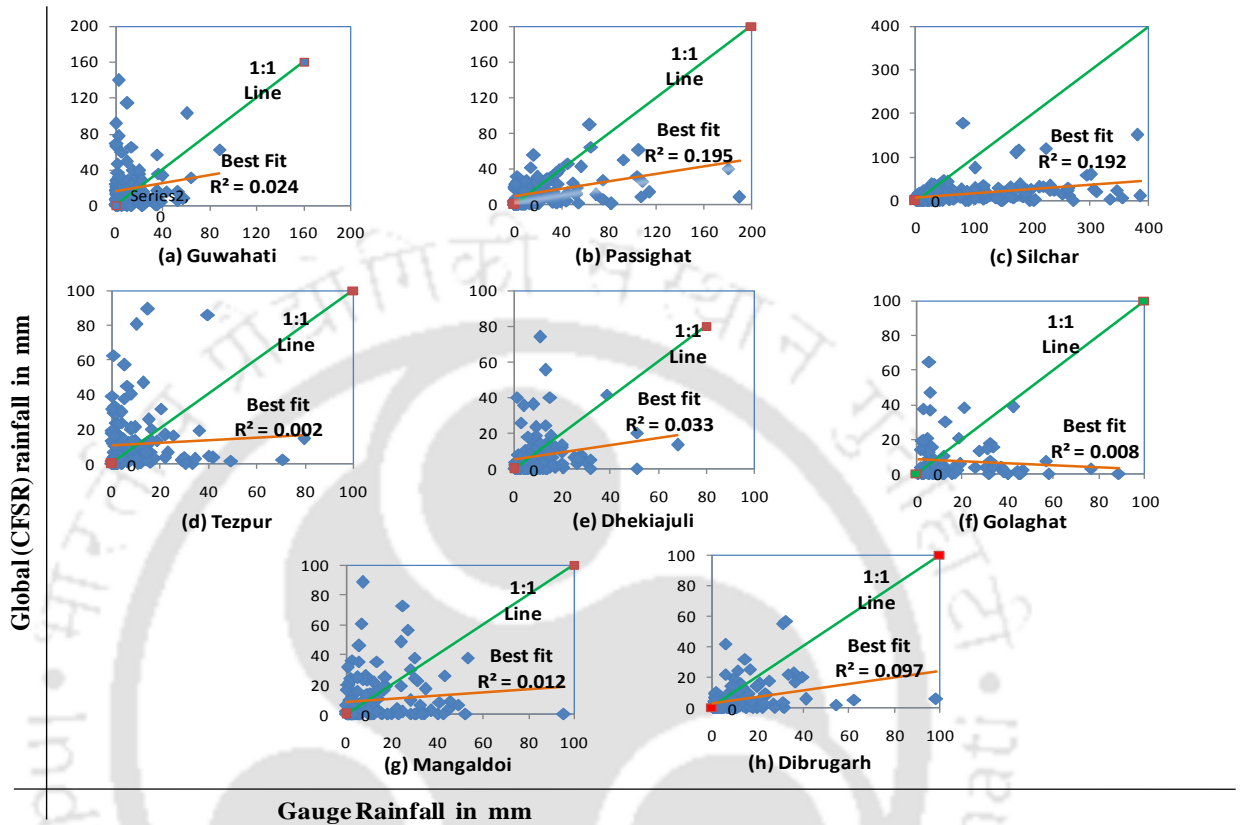 Global (CFSR) rainfall in mm
200
160
120
80
40
0
0 40 80 120 160 200
1:1
Line
Best Fit
R² = 0.024
Series2,
0
(a) Guwahati
200
160
120
80
40
0
0 40 80 120 160 200
1:1
Line
Best fit
R² = 0.195
0
(b) Passighat
400
300
200
100
0
0 100 200 300 400
1:1
Line
Best fit
R² = 0.192
0
(c) Silchar
100
80
60
40
20
0
0 20 40 60 80 100
1:1
Line
Best fit
R² = 0.002
0
(d) Tezpur
100
80
60
40
20
0
0 20 40 60 80 100
1:1
Line
Best fit
R² = 0.033
0
(e) Dhekiajuli
100
80
60
40
20
0
0 20 40 60 80 100
1:1
Line
Best fit
R² = 0.008
(f) Golaghat
100
80
60
40
20
0
0 20 40 60 80 100
1:1
Line
Best fit
R² = 0.012
0
(g) Mangaldoi
100
80
60
40
20
0
0 20 40 60 80 100
1:1
Line
Best fit
R² = 0.097
0
(h) Dibrugarh
Gauge Rainfall in mm